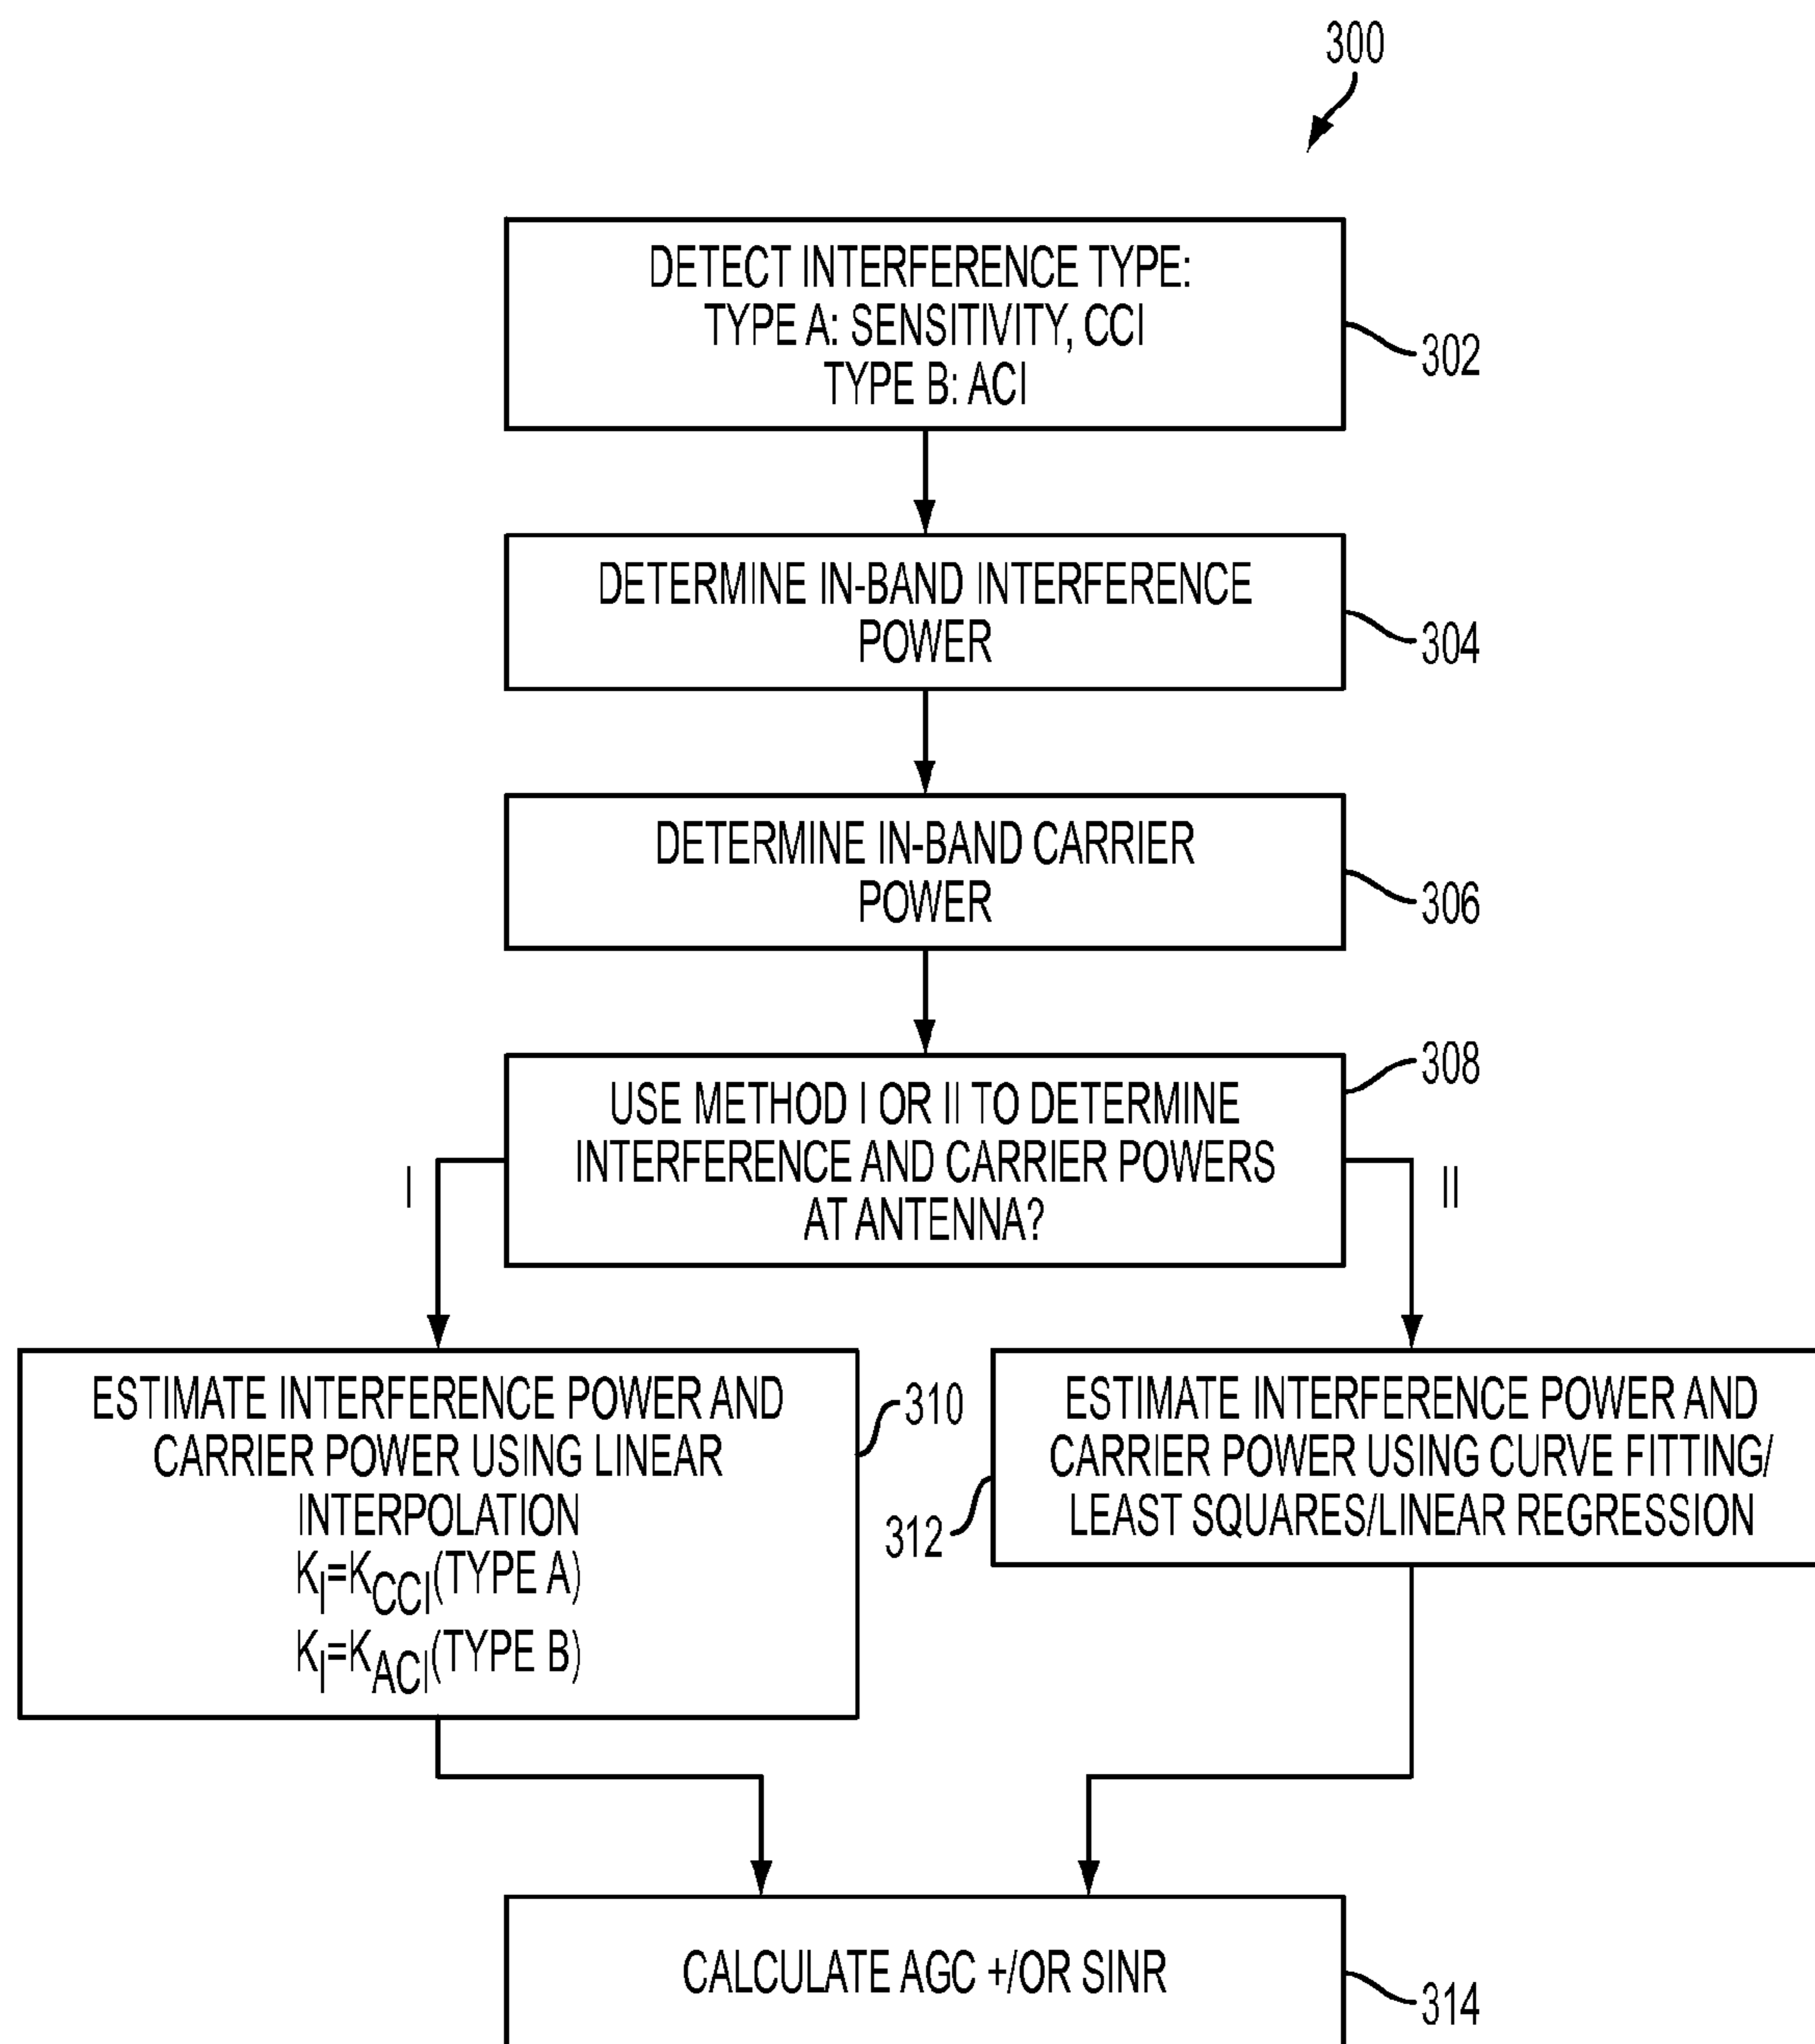 300
DETECT INTERFERENCE TYPE:
TYPE A: SENSITIVITY, CCI
TYPE B: ACI
302
DETERMINE IN-BAND INTERFERENCE
POWER
304
DETERMINE IN-BAND CARRIER
POWER
306
USE METHOD I OR II TO DETERMINE
INTERFERENCE AND CARRIER POWERS
AT ANTENNA?
308
I
II
ESTIMATE INTERFERENCE POWER AND
CARRIER POWER USING LINEAR
INTERPOLATION
KI=KCCI(TYPE A)
KI=KACI(TYPE B)
310
ESTIMATE INTERFERENCE POWER AND
CARRIER POWER USING CURVE FITTING/
LEAST SQUARES/LINEAR REGRESSION
312
CALCULATE AGC +/OR SINR
314